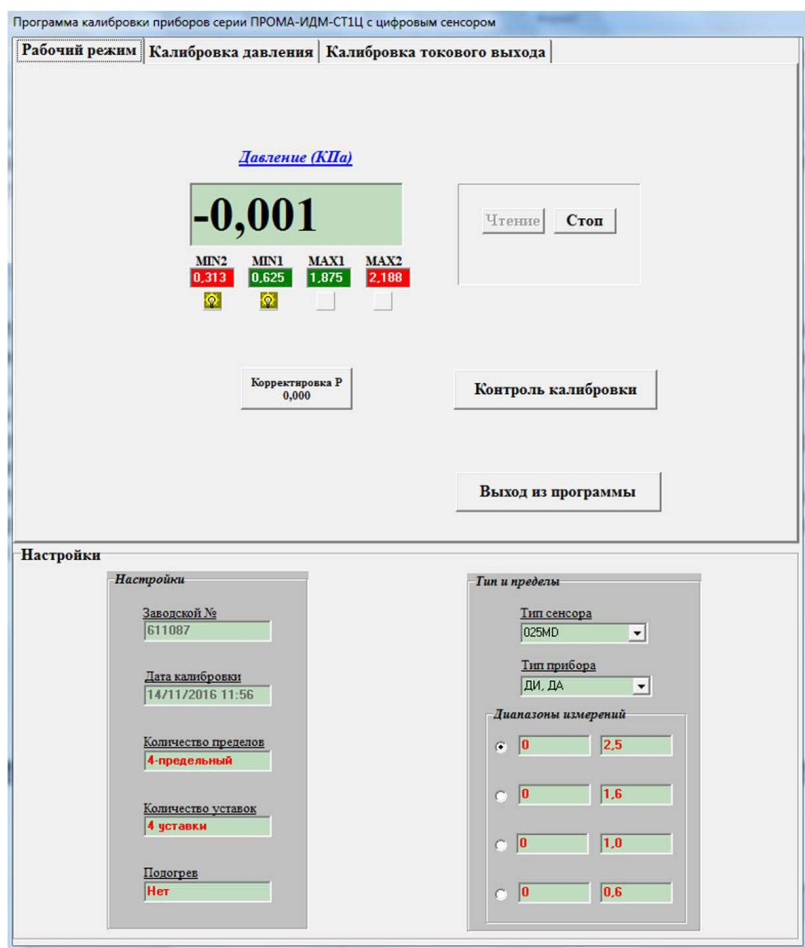 Программа калибровки приборов серии ПРОМА-ИДМ-СТ1Ц с цифровым сенсором
Рабочий режим Калибровка давления Калибровка токового выхода
Давление (КПа)
-0,001
Чтение Стоп
MIN2 MIN1 MAX1 MAX2
0,313 0,625 1,875 2,188
Корректировка Р
0,000
Контроль калибровки
Выход из программы
Настройки
Настройки
Заводской №
611087
Дата калибровки
14/11/2016 11:56
Количество пределов
4-предельный
Количество уставок
4 уставки
Подогрев
Нет
Тип и пределы
Тип сенсора
025MD
Тип прибора
ДИ, ДА
Диапазоны измерений
0 2,5
0 1,6
0 1,0
0 0,6